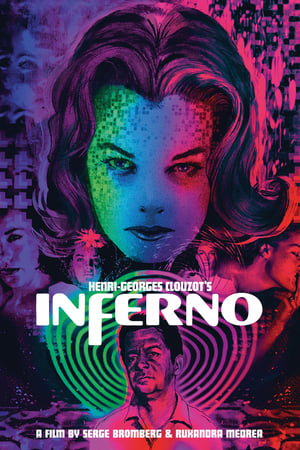 HENRI-GEORGES CLOUZOT'S
INFERNO
A FILM BY SERGE BROMBERG & RUXANDRA MEDREA